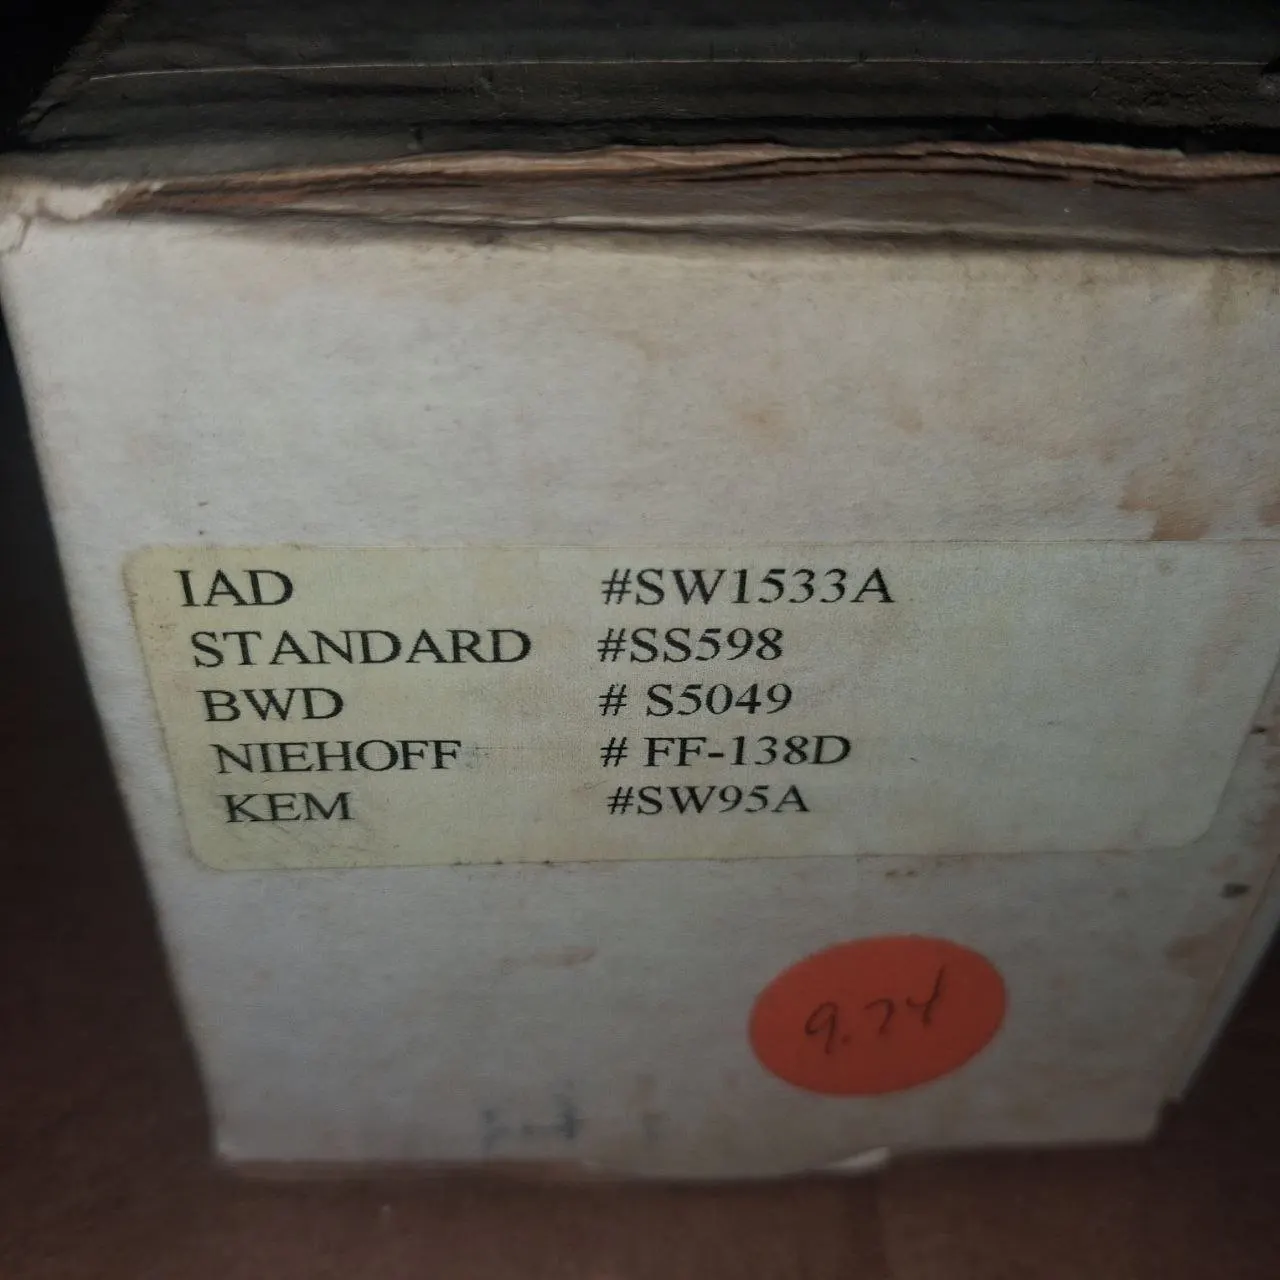 IAD #SW1533A
STANDARD #SS598
BWD # S5049
NIEHOFF # FF-138D
KEM #SW95A
9.74